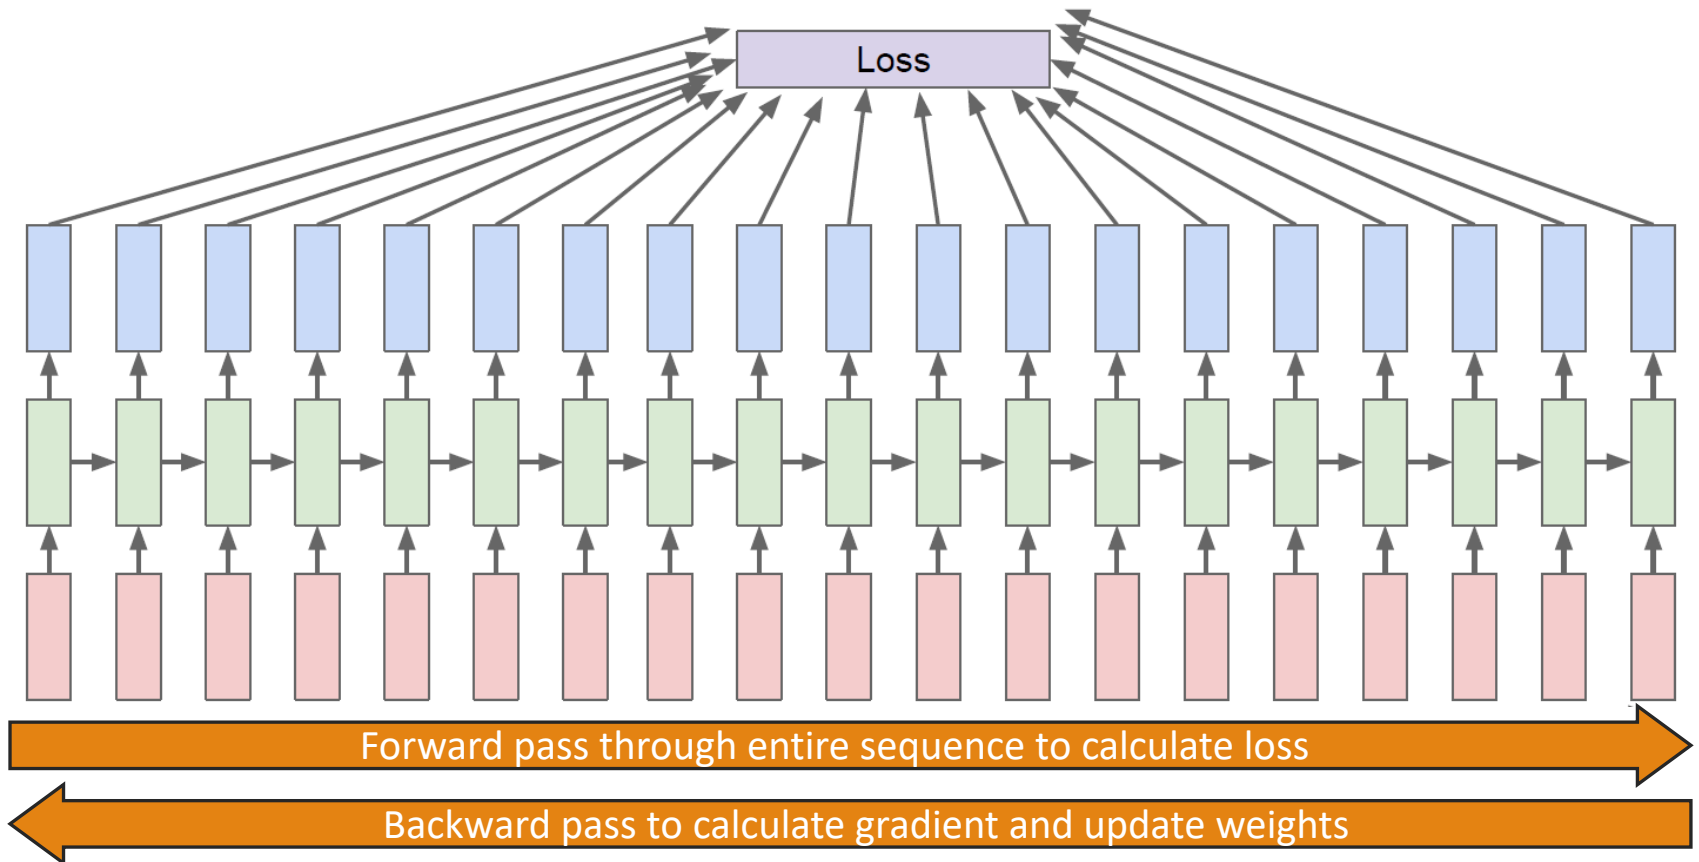 Loss
Forward pass through entire sequence to calculate loss
Backward pass to calculate gradient and update weights